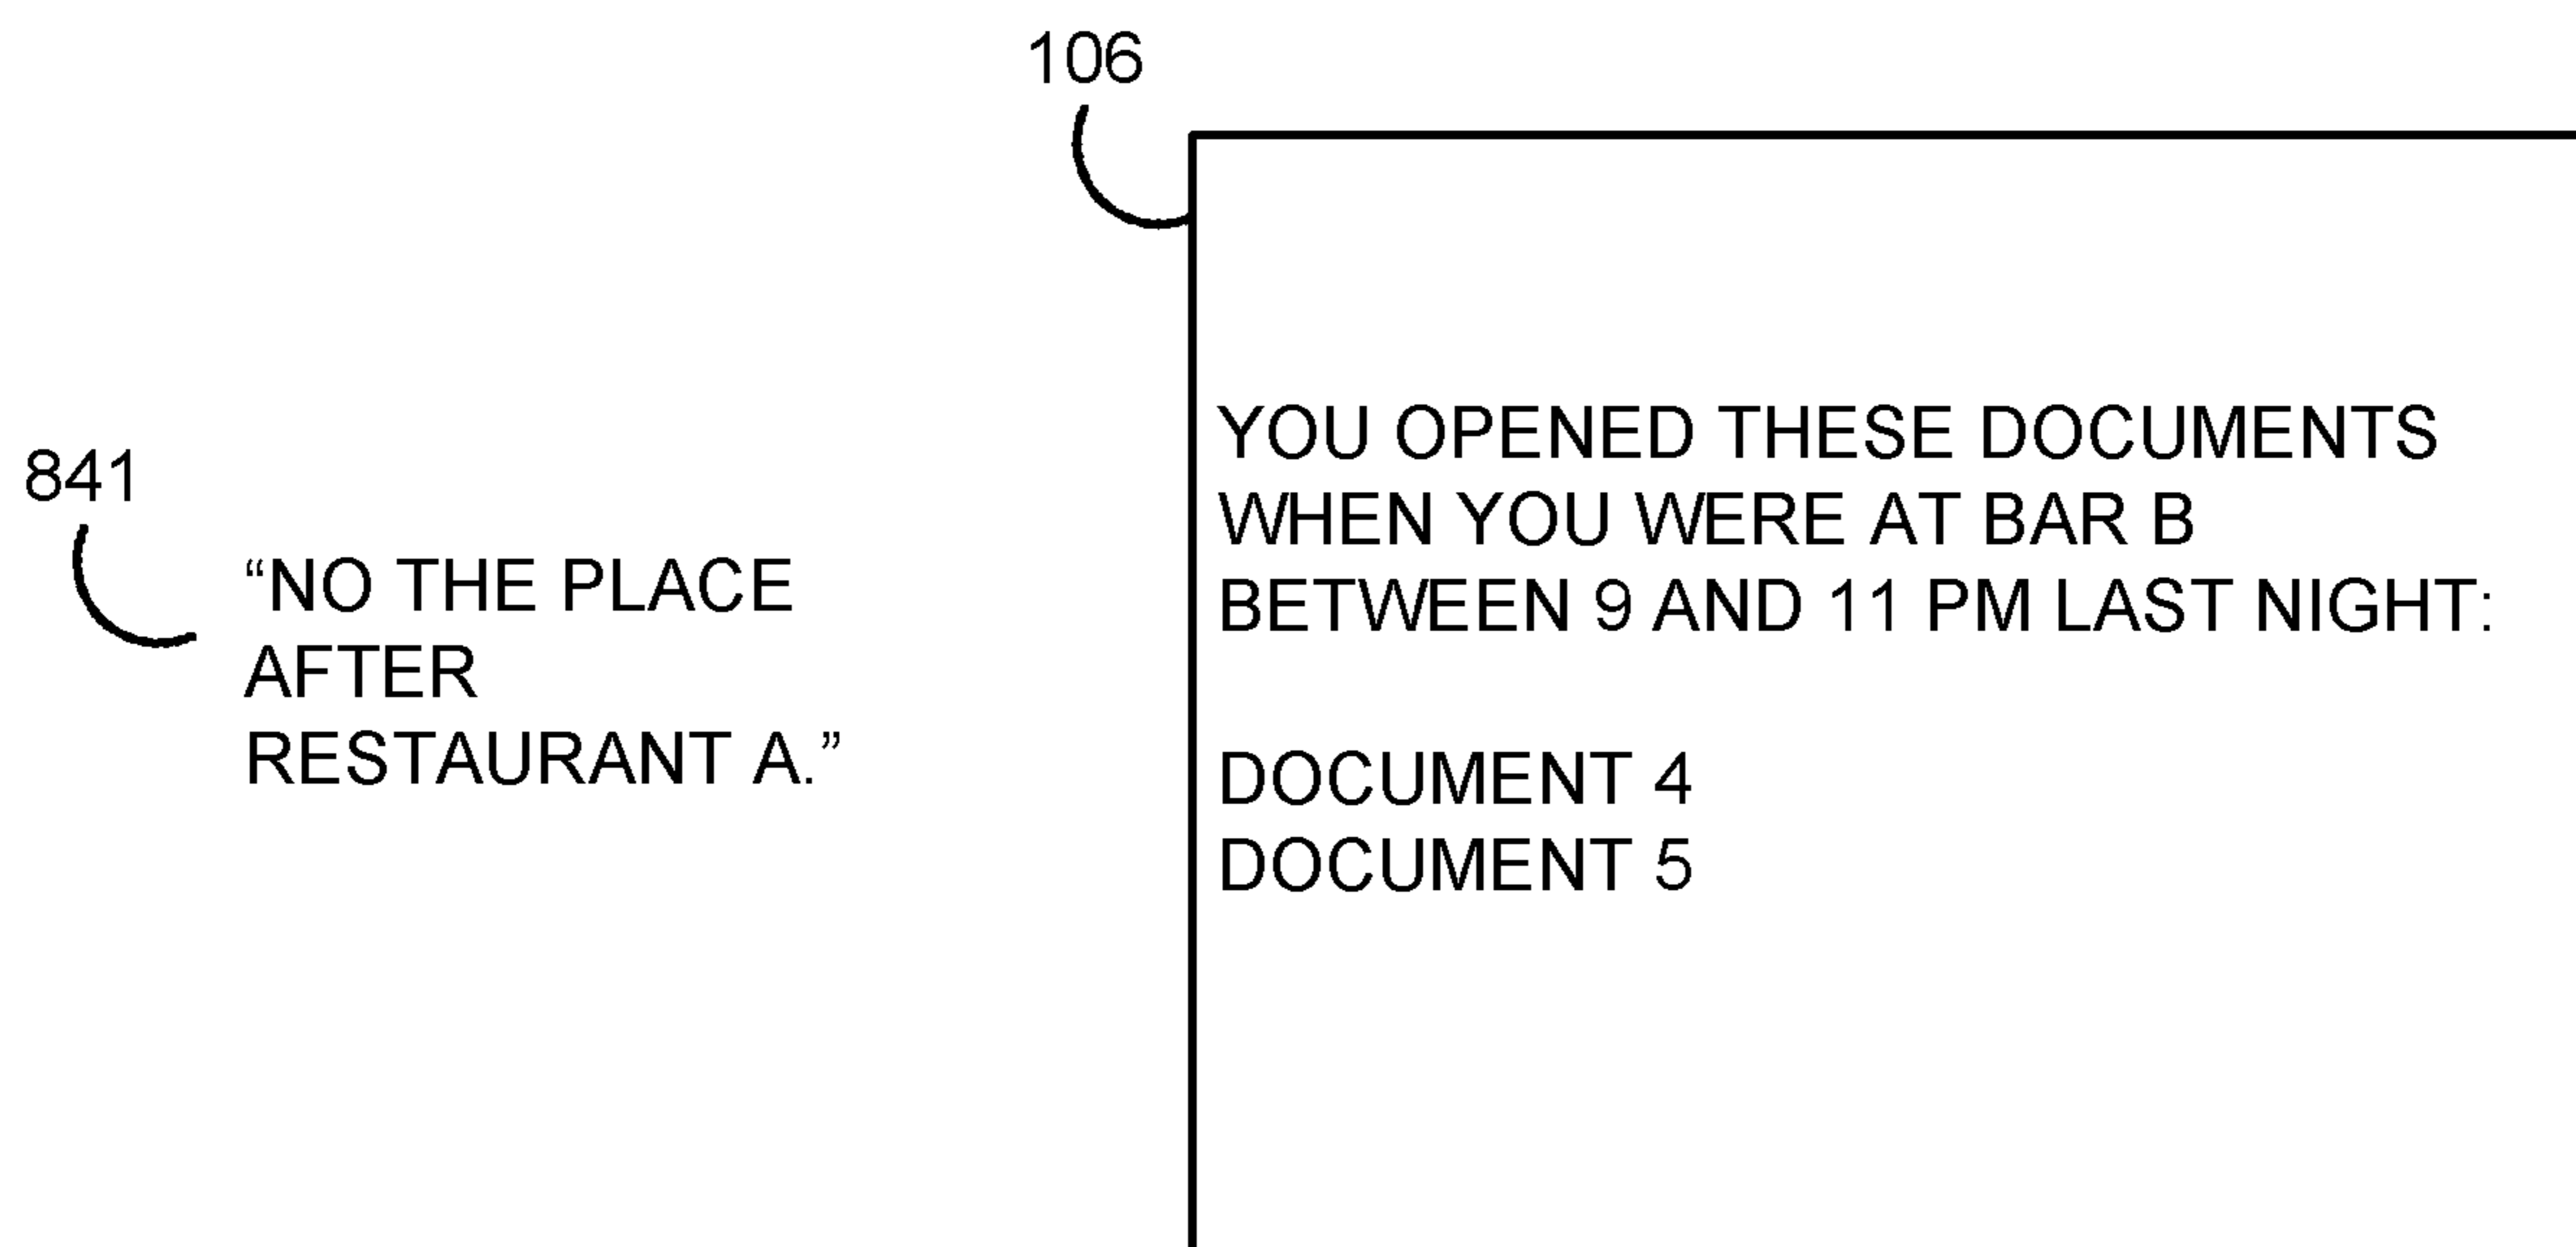 106
841
“NO THE PLACE
AFTER
RESTAURANT A.”
YOU OPENED THESE DOCUMENTS
WHEN YOU WERE AT BAR B
BETWEEN 9 AND 11 PM LAST NIGHT:
DOCUMENT 4
DOCUMENT 5